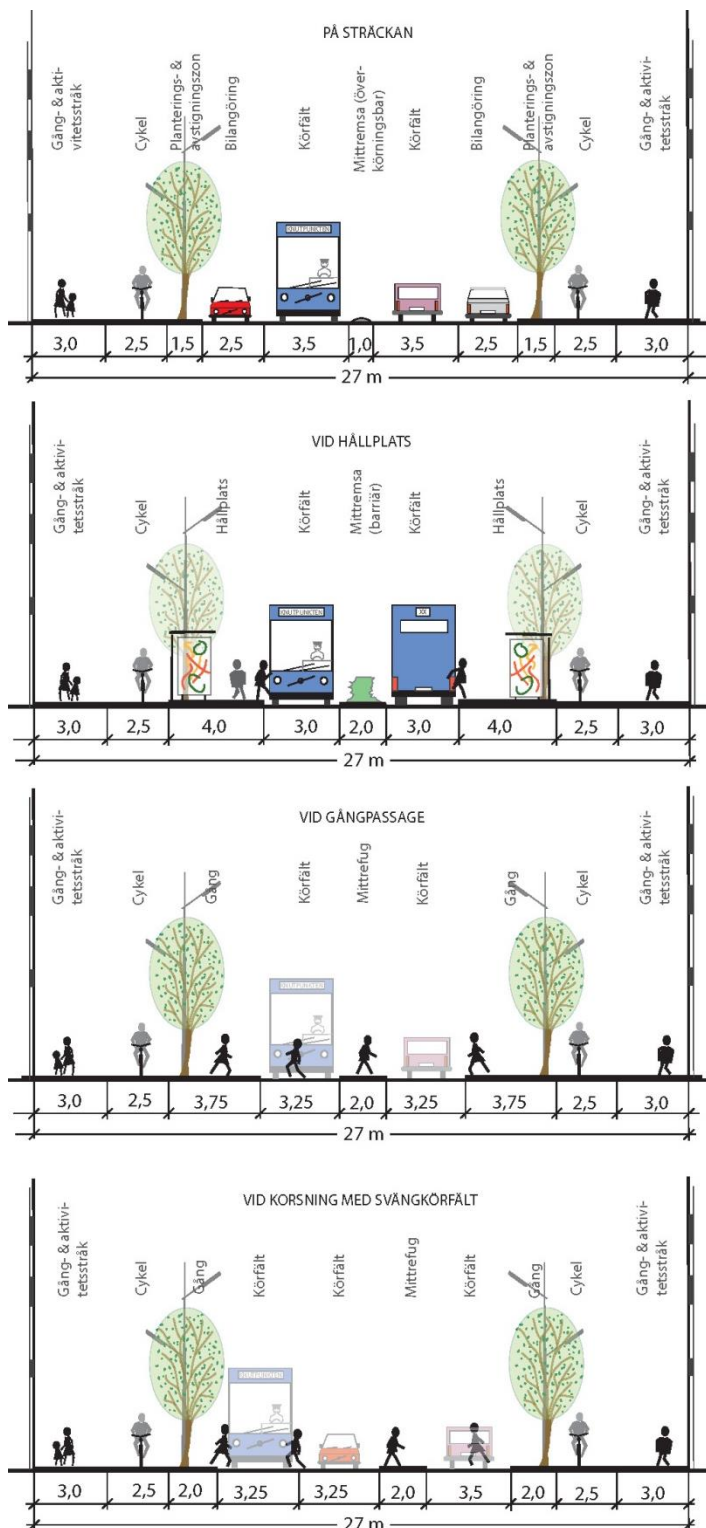 PÅ STRÄCKAN
Gång- & akti-
vitetsstråk
Cykel
Planterings- &
avstigningszon
Bilangöring
Körfält
Mittremsa (över-
körningsbar)
Körfält
Bilangöring
Planterings- &
avstigningszon
Cykel
Gång- & aktivi-
tetsstråk
KNUTPUNKTEN
3,0 2,5 1,5 2,5 3,5 1,0 3,5 2,5 1,5 2,5 3,0
27 m
VID HÅLLPLATS
Gång- & aktivi-
tetsstråk
Cykel
Hållplats
Körfält
Mittremsa
(barriär)
Körfält
Hållplats
Cykel
Gång- & aktivi-
tetsstråk
KNUTPUNKTEN
XX
3,0 2,5 4,0 3,0 2,0 3,0 4,0 2,5 3,0
27 m
VID GÅNGPASSAGE
Gång- & aktivi-
tetsstråk
Cykel
Gång
Körfält
Mittrefug
Körfält
Gång
Cykel
Gång- & aktivi-
tetsstråk
KNUTPUNKTEN
3,0 2,5 3,75 3,25 2,0 3,25 3,75 2,5 3,0
27 m
VID KORSNING MED SVÄNGKÖRFÄLT
Gång- & aktivi-
tetsstråk
Cykel
Gång
Körfält
Körfält
Mittrefug
Körfält
Gång
Cykel
Gång- & aktivi-
tetsstråk
KNUTPUNKTEN
3,0 2,5 2,0 3,25 3,25 2,0 3,5 2,0 2,5 3,0
27 m